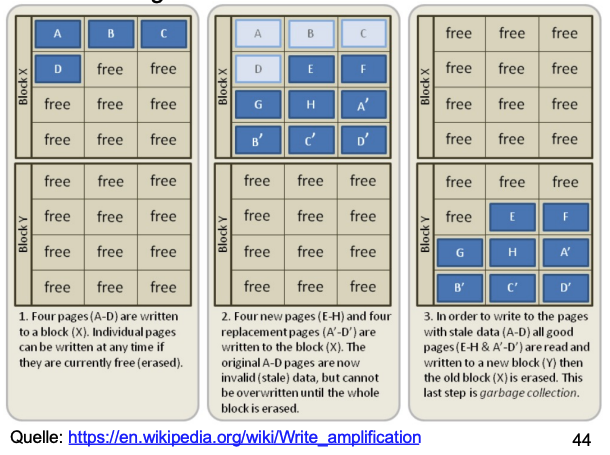 Block X
A B C
D free free
free free free
free free free
Block Y
free free free
free free free
free free free
free free free
1. Four pages (A-D) are written
to a block (X). Individual pages
can be written at any time if
they are currently free (erased).
Block X
A B C
D E F
G H A′
B′ C′ D′
Block Y
free free free
free free free
free free free
free free free
2. Four new pages (E-H) and four
replacement pages (A′-D′) are
written to the block (X). The
original A-D pages are now
invalid (stale) data, but cannot
be overwritten until the whole
block is erased.
Block X
free free free
free free free
free free free
free free free
Block Y
free free free
free E F
G H A′
B′ C′ D′
3. In order to write to the pages
with stale data (A-D) all good
pages (E-H & A′-D′) are read and
written to a new block (Y) then
the old block (X) is erased. This
last step is garbage collection.
Quelle: https://en.wikipedia.org/wiki/Write_amplification
44